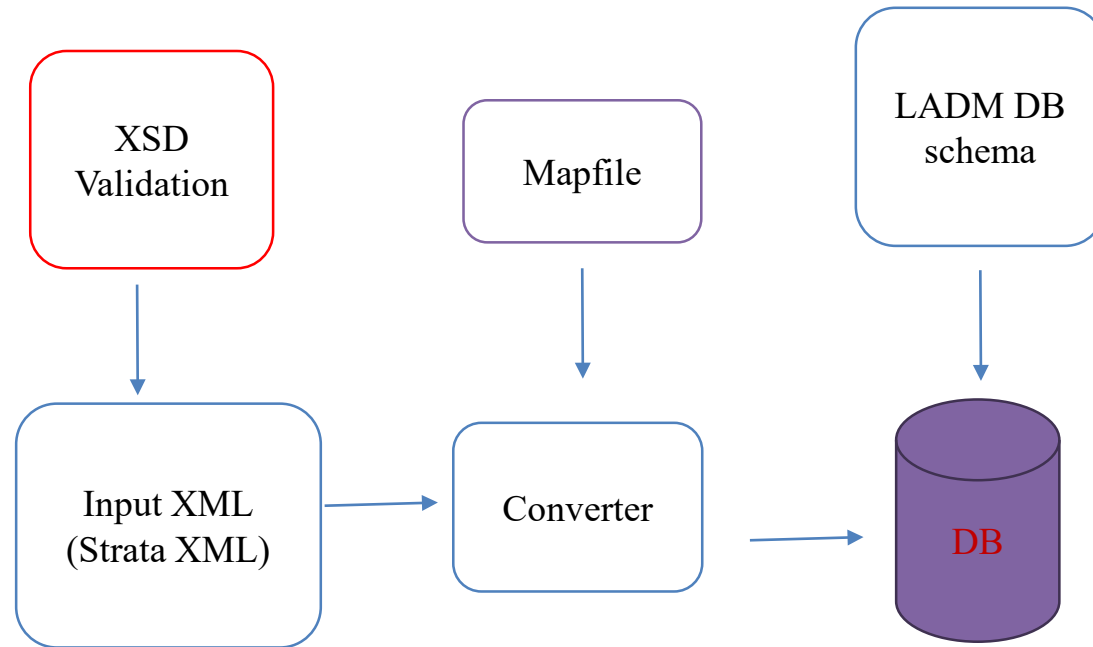 XSD
Validation
Mapfile
LADM DB
schema
Input XML
(Strata XML)
Converter
DB